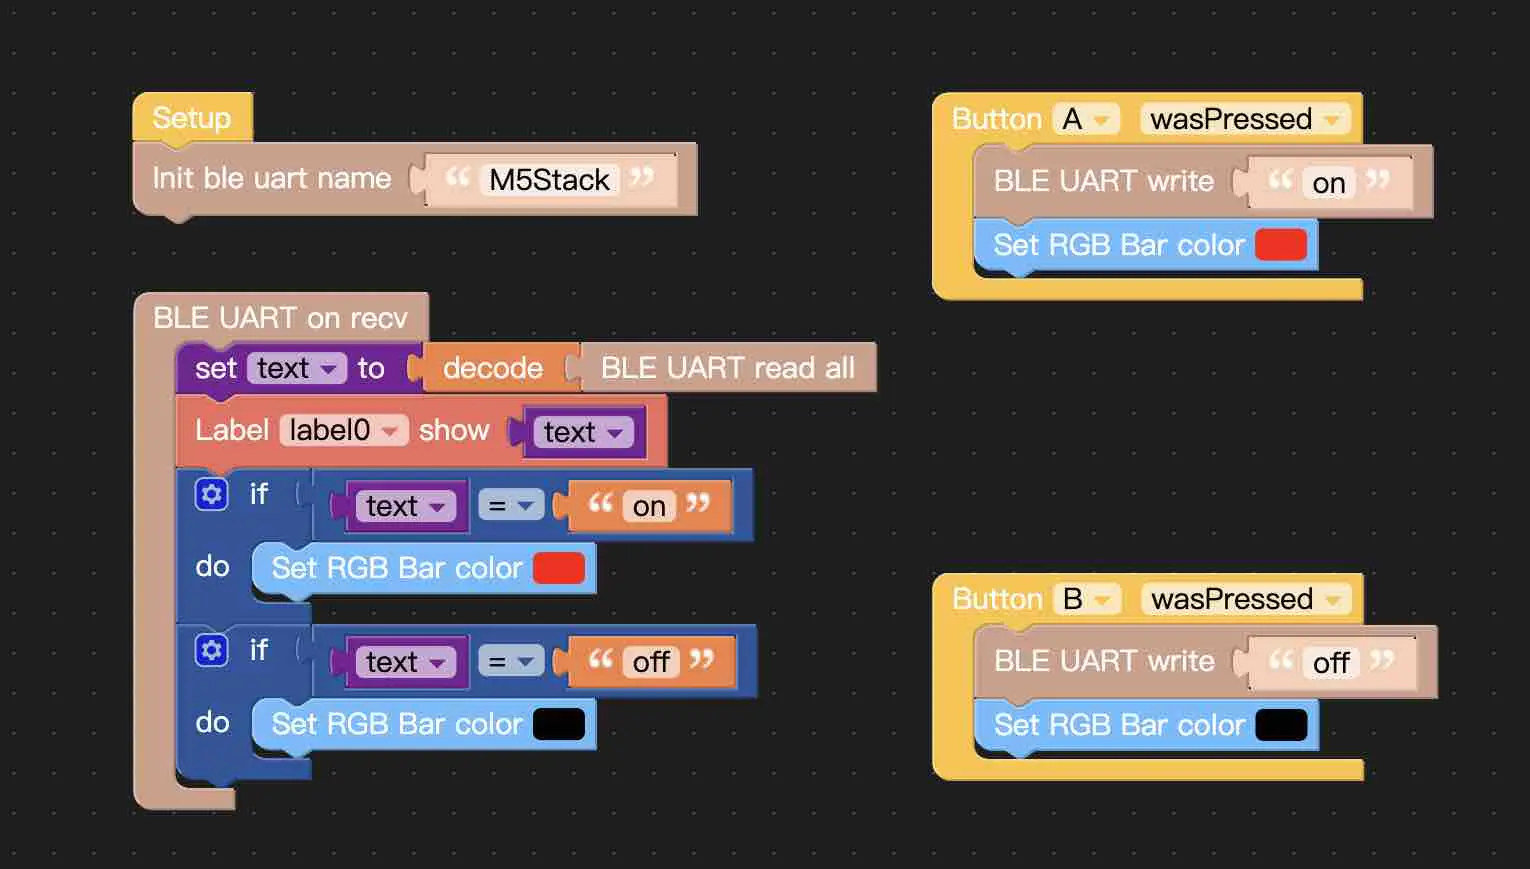 Setup
Init ble uart name “ M5Stack ”
BLE UART on recv
set text to decode BLE UART read all
Label label0 show text
if text = “ on ”
do Set RGB Bar color
if text = “ off ”
do Set RGB Bar color
Button A wasPressed
BLE UART write “ on ”
Set RGB Bar color
Button B wasPressed
BLE UART write “ off ”
Set RGB Bar color